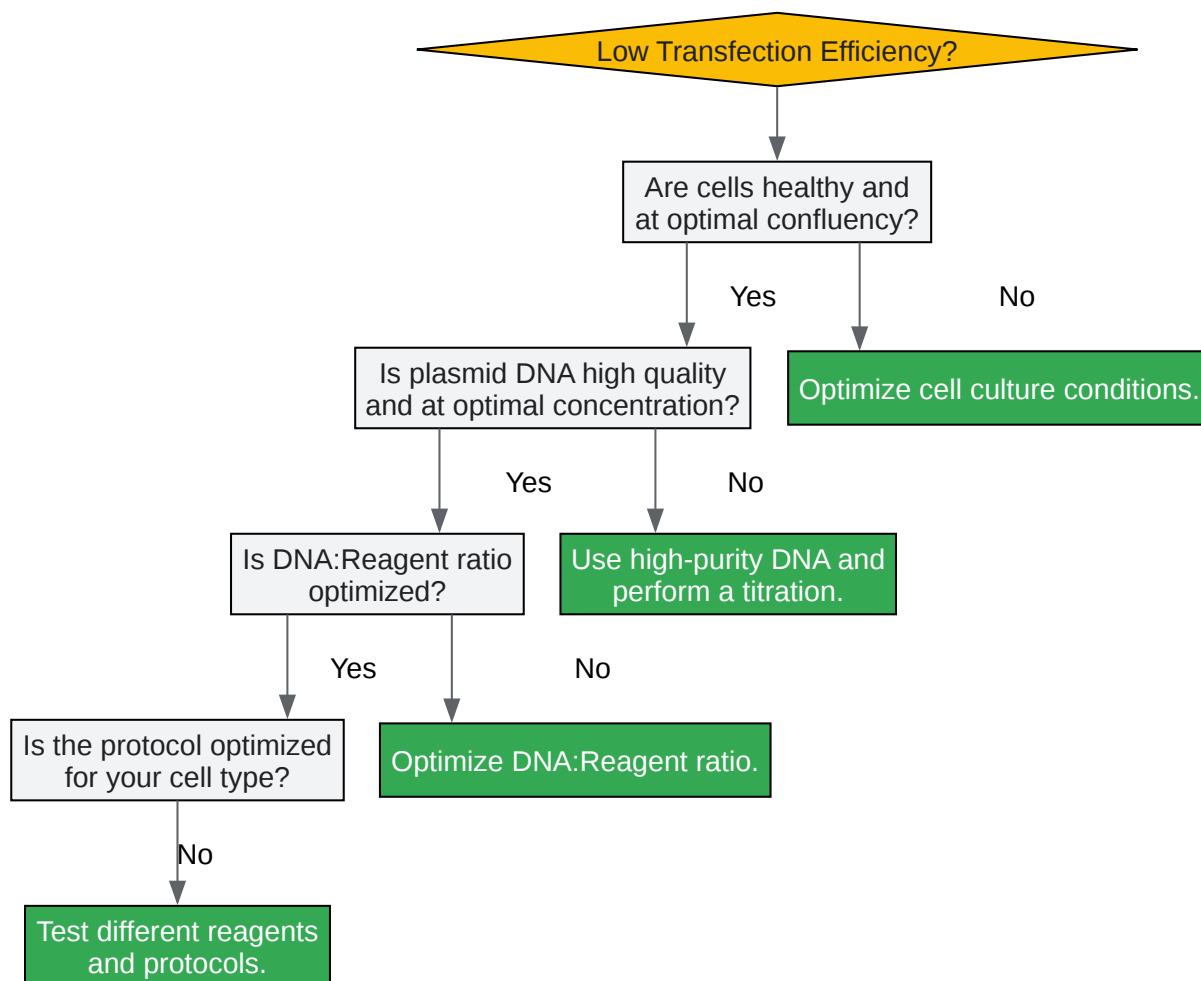 Low Transfection Efficiency?
Are cells healthy and
at optimal confluency?
Yes
No
Is plasmid DNA high quality
and at optimal concentration?
Optimize cell culture conditions.
Yes
No
Is DNA:Reagent ratio
optimized?
Use high-purity DNA and
perform a titration.
Yes
No
Is the protocol optimized
for your cell type?
Optimize DNA:Reagent ratio.
No
Test different reagents
and protocols.